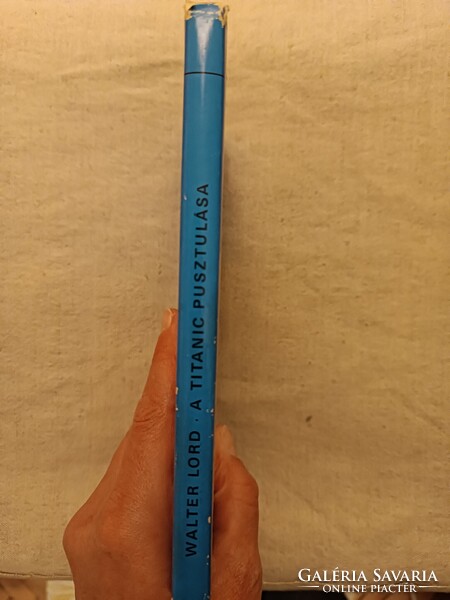 WALTER LORD · A TITANIC PUSZTULÁSA
GALÉRIA SAVARIA
ONLINE PIACTÉR